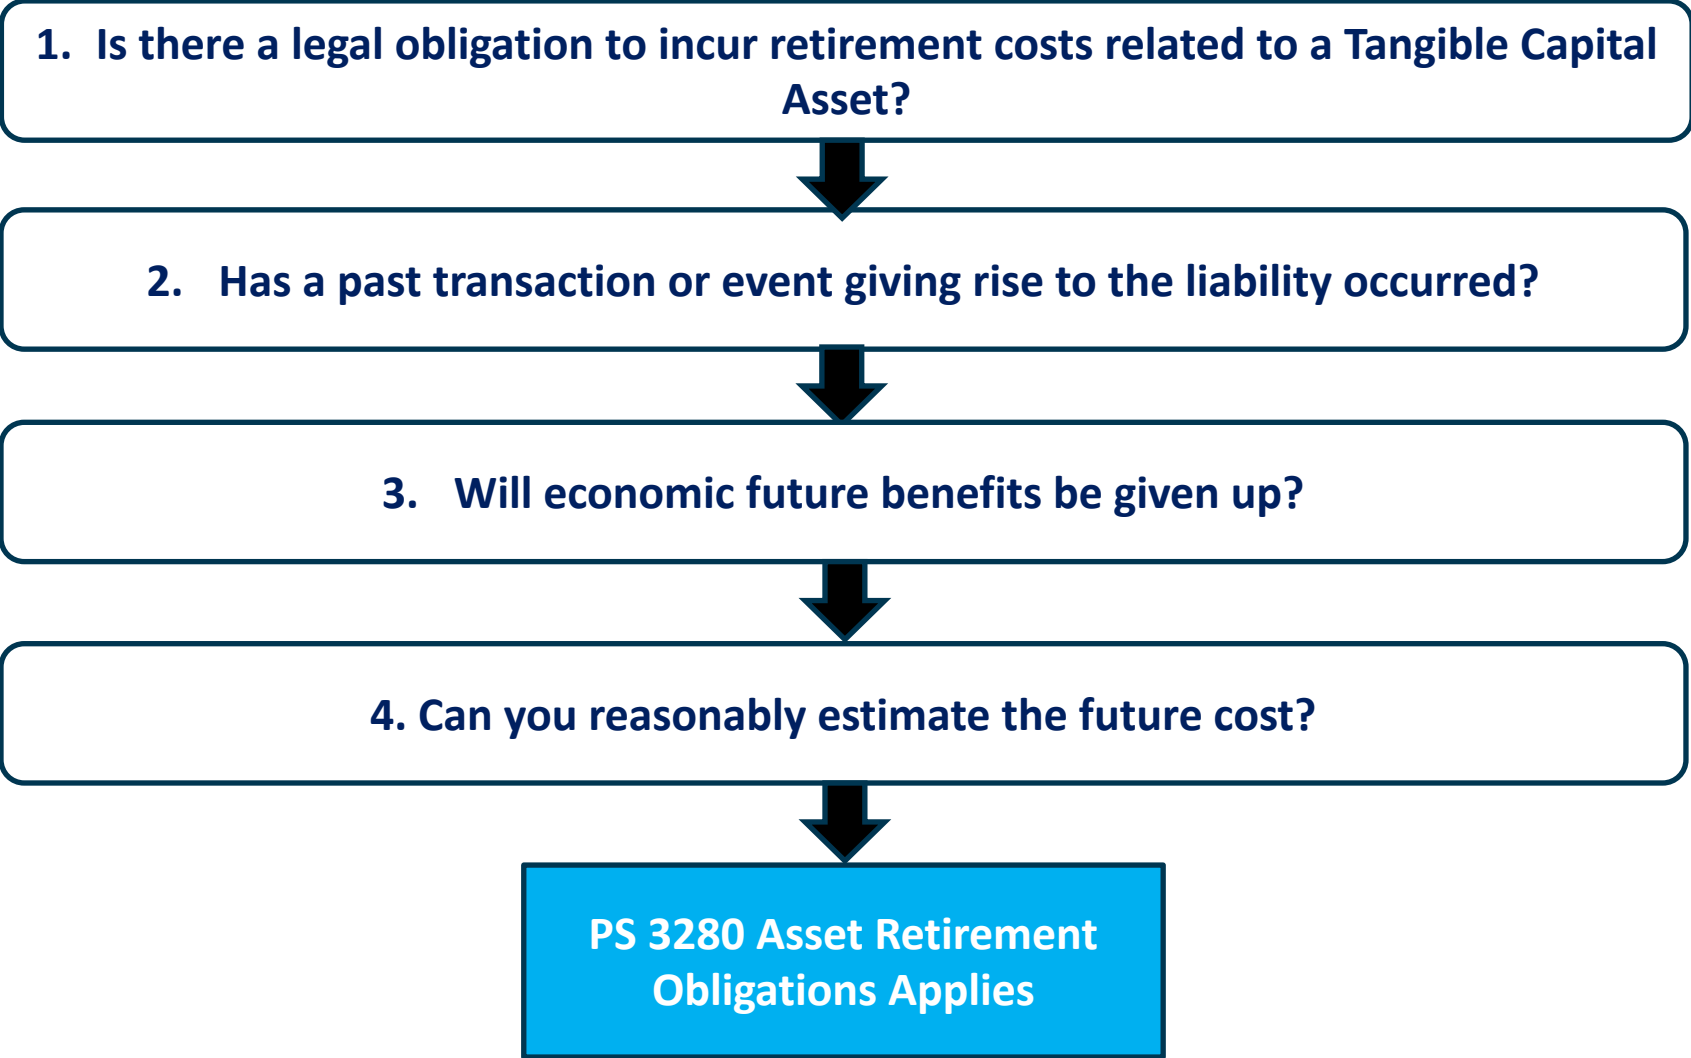 1. Is there a legal obligation to incur retirement costs related to a Tangible Capital
Asset?
2. Has a past transaction or event giving rise to the liability occurred?
3. Will economic future benefits be given up?
4. Can you reasonably estimate the future cost?
PS 3280 Asset Retirement
Obligations Applies